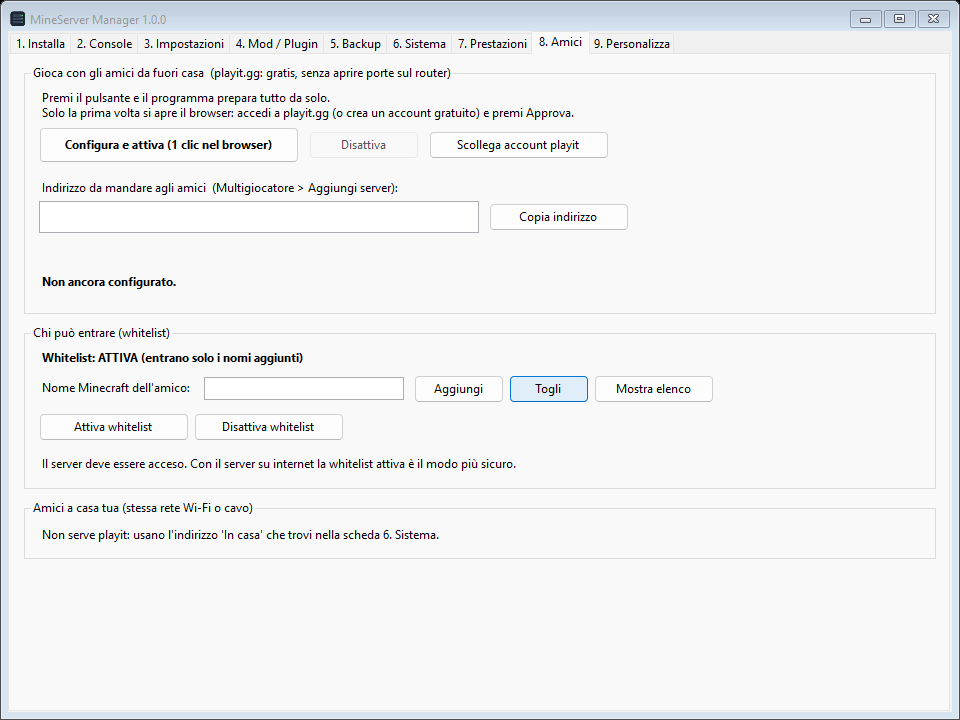 MineServer Manager 1.0.0
1. Installa 2. Console 3. Impostazioni 4. Mod / Plugin 5. Backup 6. Sistema 7. Prestazioni 8. Amici 9. Personalizza
Gioca con gli amici da fuori casa (playit.gg: gratis, senza aprire porte sul router)
Premi il pulsante e il programma prepara tutto da solo.
Solo la prima volta si apre il browser: accedi a playit.gg (o crea un account gratuito) e premi Approva.
Configura e attiva (1 clic nel browser) Disattiva Scollega account playit
Indirizzo da mandare agli amici (Multigiocatore > Aggiungi server):
Copia indirizzo
Non ancora configurato.
Chi può entrare (whitelist)
Whitelist: ATTIVA (entrano solo i nomi aggiunti)
Nome Minecraft dell'amico: Aggiungi Togli Mostra elenco
Attiva whitelist Disattiva whitelist
Il server deve essere acceso. Con il server su internet la whitelist attiva è il modo più sicuro.
Amici a casa tua (stessa rete Wi-Fi o cavo)
Non serve playit: usano l'indirizzo 'In casa' che trovi nella scheda 6. Sistema.